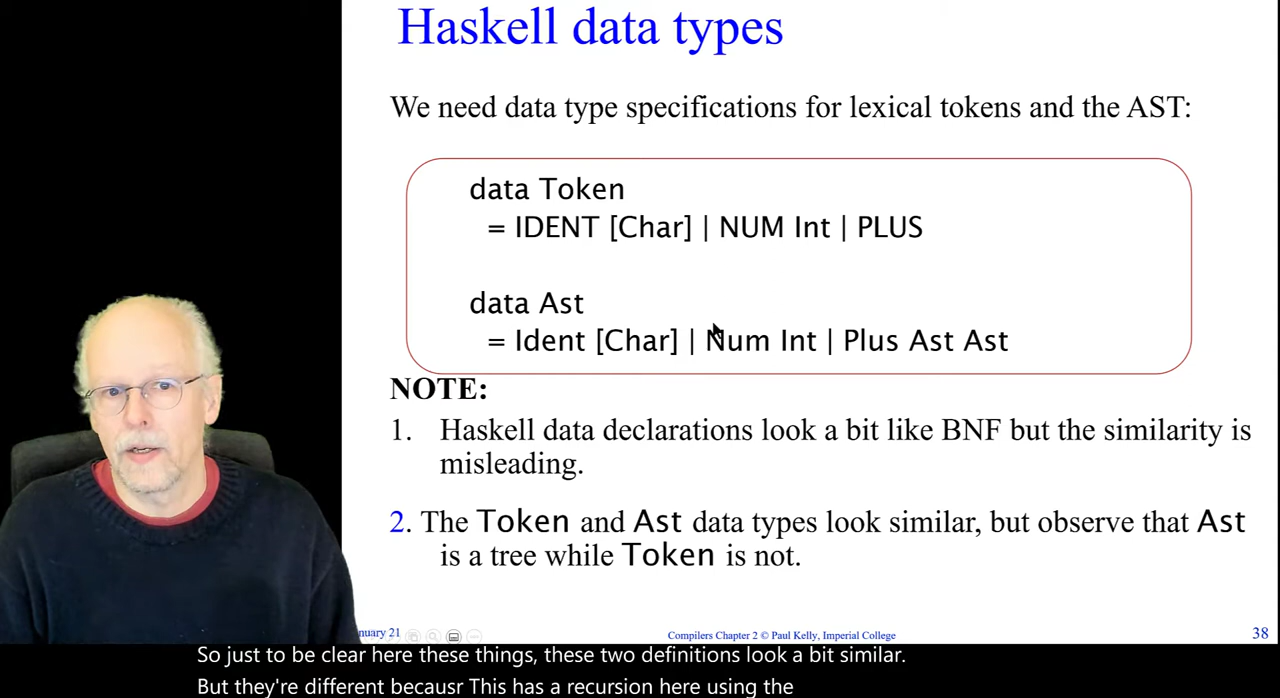 Haskell data types
We need data type specifications for lexical tokens and the AST:
data Token
= IDENT [Char] | NUM Int | PLUS
data Ast
= Ident [Char] | Num Int | Plus Ast Ast
NOTE:
1. Haskell data declarations look a bit like BNF but the similarity is
misleading.
2. The Token and Ast data types look similar, but observe that Ast
is a tree while Token is not.
nuary 21
Compilers Chapter 2 © Paul Kelly, Imperial College
38
So just to be clear here these things, these two definitions look a bit similar.
But they're different becausr This has a recursion here using the